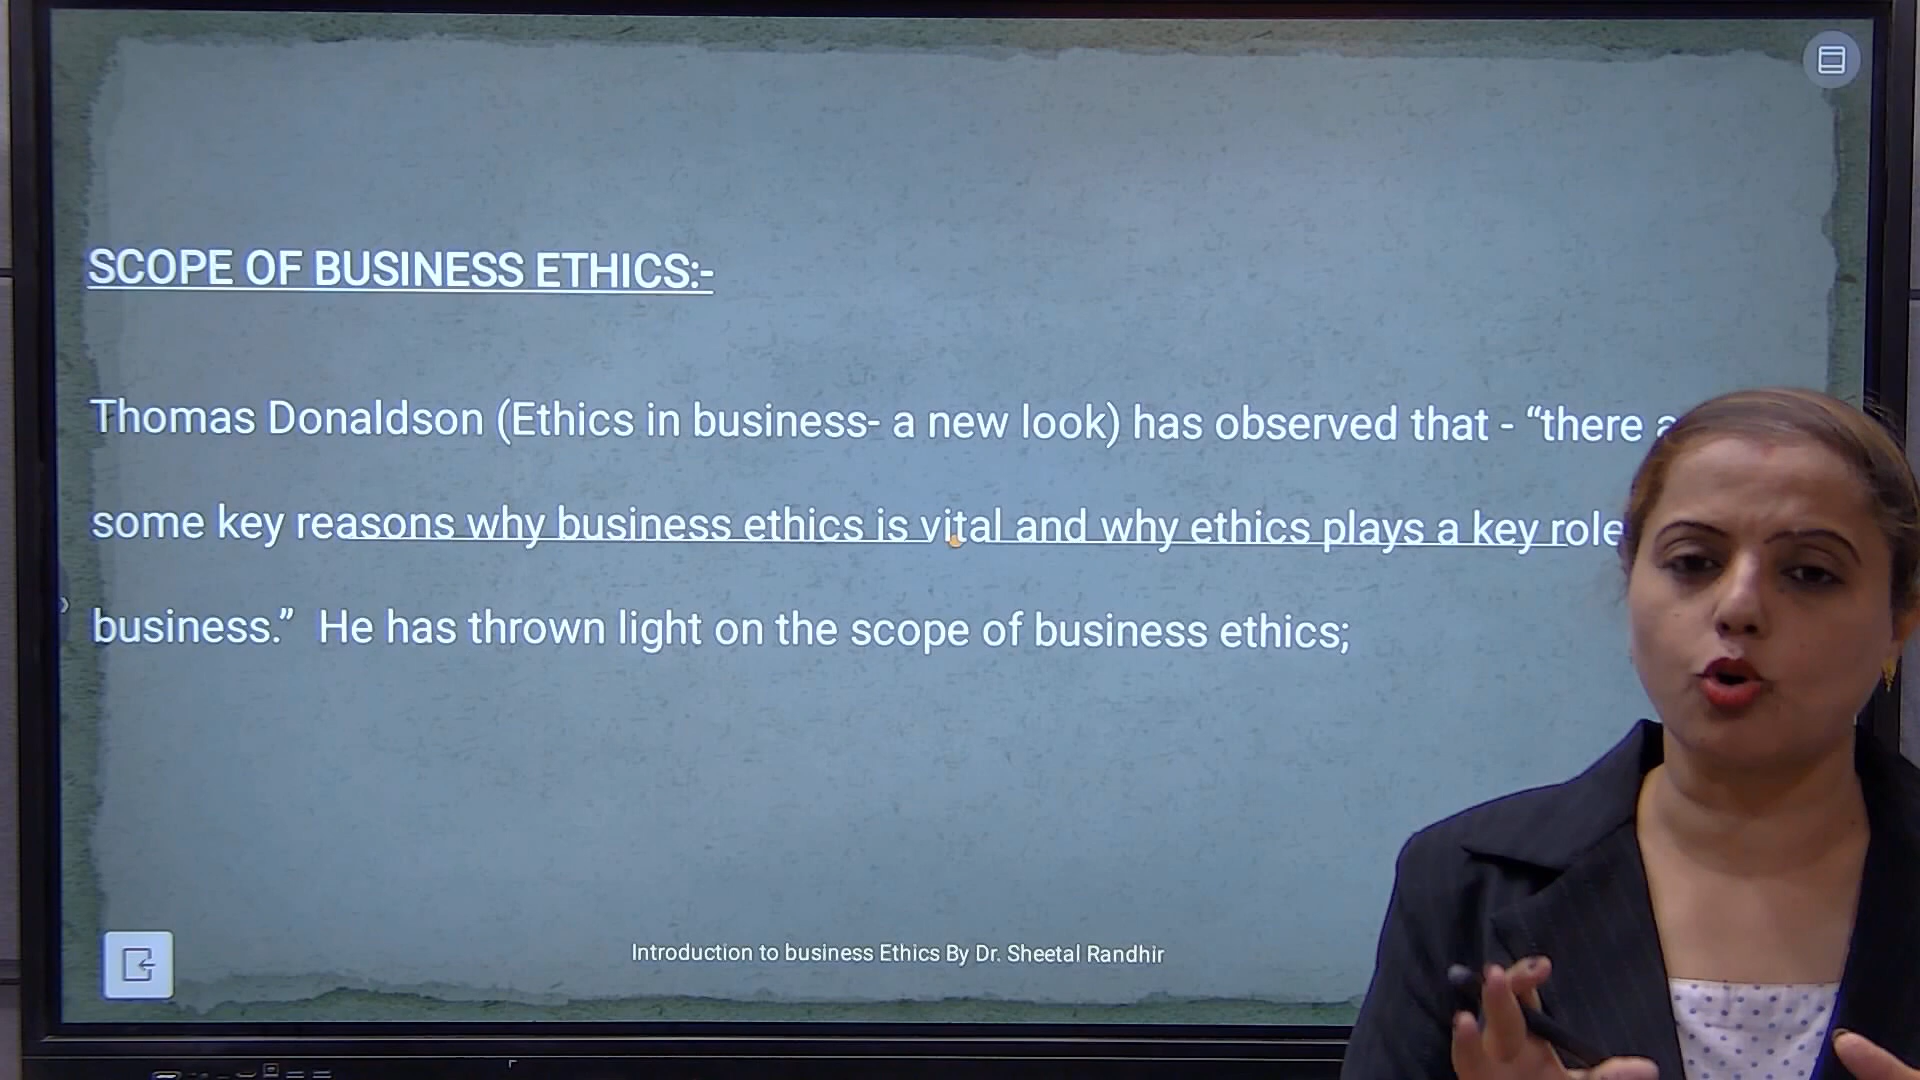 SCOPE OF BUSINESS ETHICS:-
Thomas Donaldson (Ethics in business- a new look) has observed that - “there
some key reasons why business ethics is vital and why ethics plays a key role
business.” He has thrown light on the scope of business ethics;
Introduction to business Ethics By Dr. Sheetal Randhir